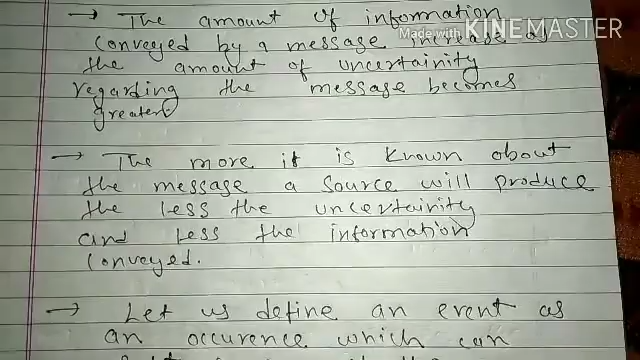 → The amount of information
conveyed by a message increase as
the amount of uncertainity
regarding the message becomes
greater.
→ The more it is known about
the message a source will produce
the less the uncertainity
and less the information
conveyed.
→ Let us define an event as
an occurence which can
Made with KINEMASTER